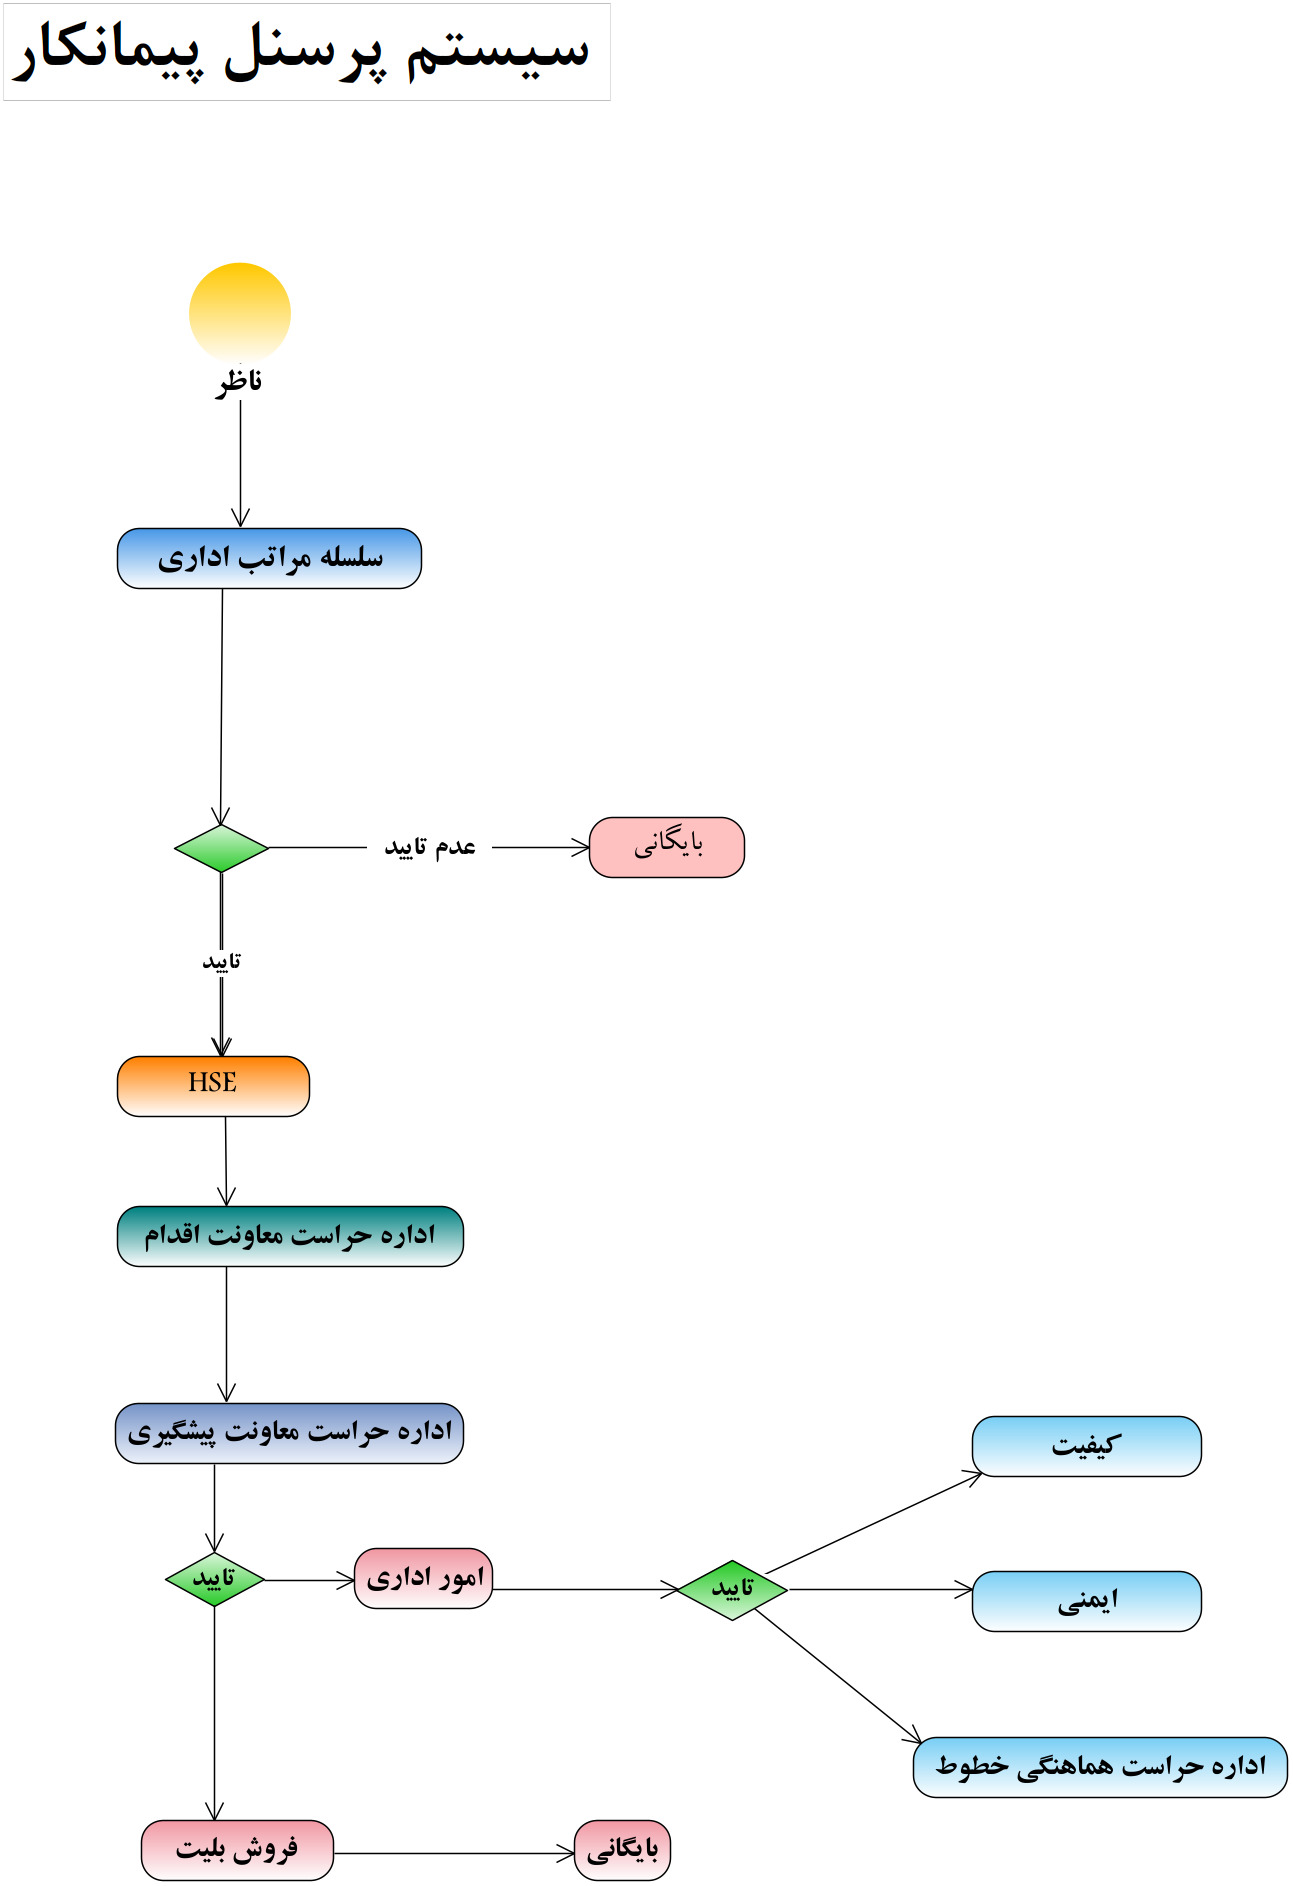 سیستم پرسنل پیمانکار
ناظر
سلسله مراتب اداری
عدم تایید
بایگانی
تایید
HSE
اداره حراست معاونت اقدام
اداره حراست معاونت پیشگیری
کیفیت
تایید
امور اداری
تایید
ایمنی
اداره حراست هماهنگی خطوط
فروش بلیت
بایگانی